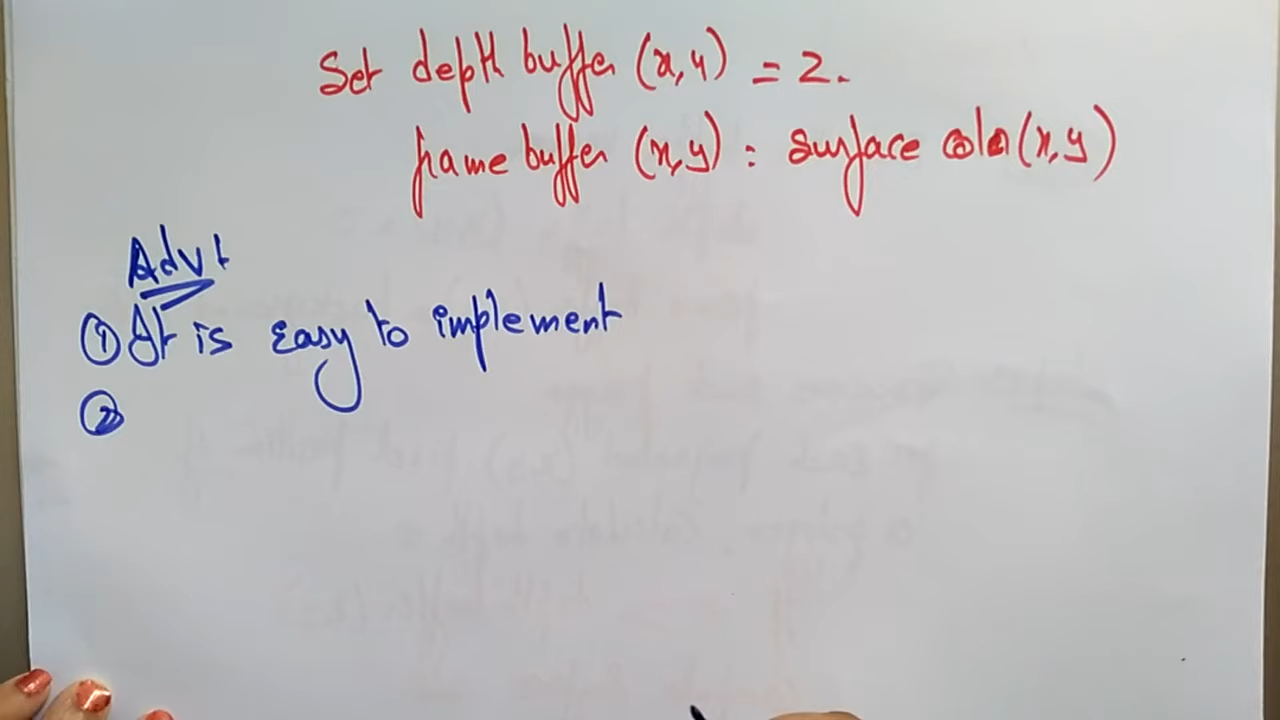 Set depth buffer (x,y) = z.
frame buffer (x,y) = surface color(x,y)
Advt
① It is easy to implement
②